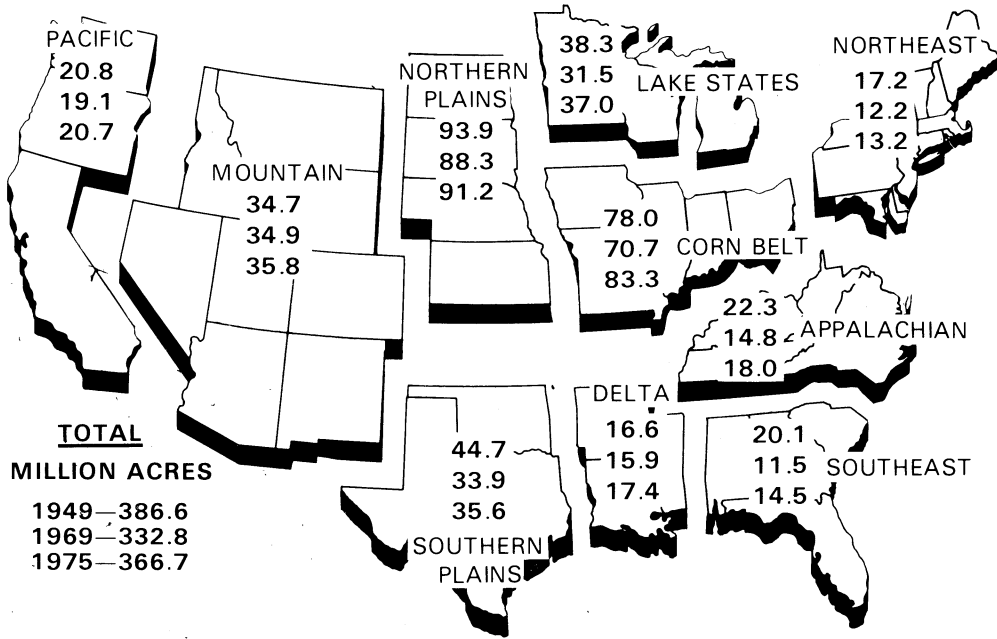 PACIFIC
20.8
19.1
20.7
MOUNTAIN
34.7
34.9
35.8
NORTHERN
PLAINS
93.9
88.3
91.2
38.3
31.5
37.0
LAKE STATES
NORTHEAST
17.2
12.2
13.2
78.0
70.7
83.3
CORN BELT
22.3
14.8
18.0
APPALACHIAN
DELTA
16.6
15.9
17.4
20.1
11.5
14.5
SOUTHEAST
44.7
33.9
35.6
SOUTHERN
PLAINS
TOTAL
MILLION ACRES
1949—386.6
1969—332.8
1975—366.7